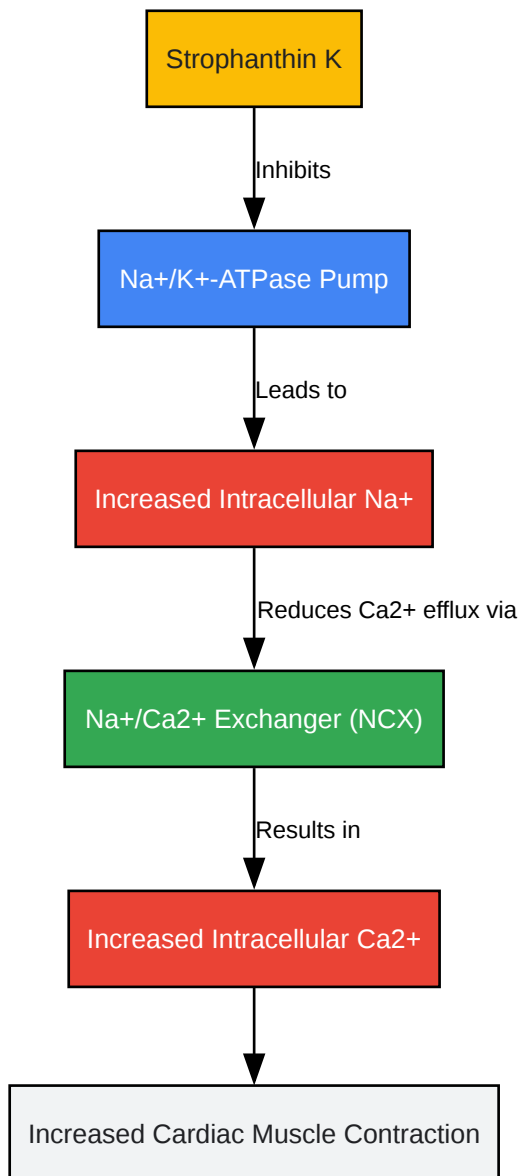 Strophanthin K
Inhibits
Na+/K+-ATPase Pump
Leads to
Increased Intracellular Na+
Reduces Ca2+ efflux via
Na+/Ca2+ Exchanger (NCX)
Results in
Increased Intracellular Ca2+
Increased Cardiac Muscle Contraction